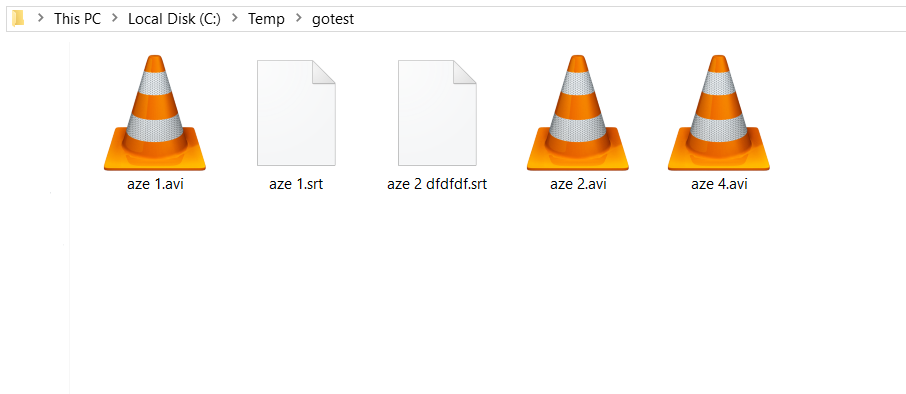 This PC > Local Disk (C:) > Temp > gotest
aze 1.avi aze 1.srt aze 2 dfdfdf.srt aze 2.avi aze 4.avi